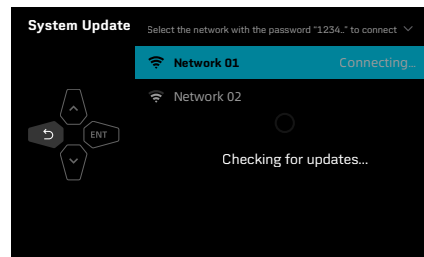 System Update
Select the network with the password "1234.." to connect
Network 01 Connecting...
Network 02
ENT
Checking for updates...